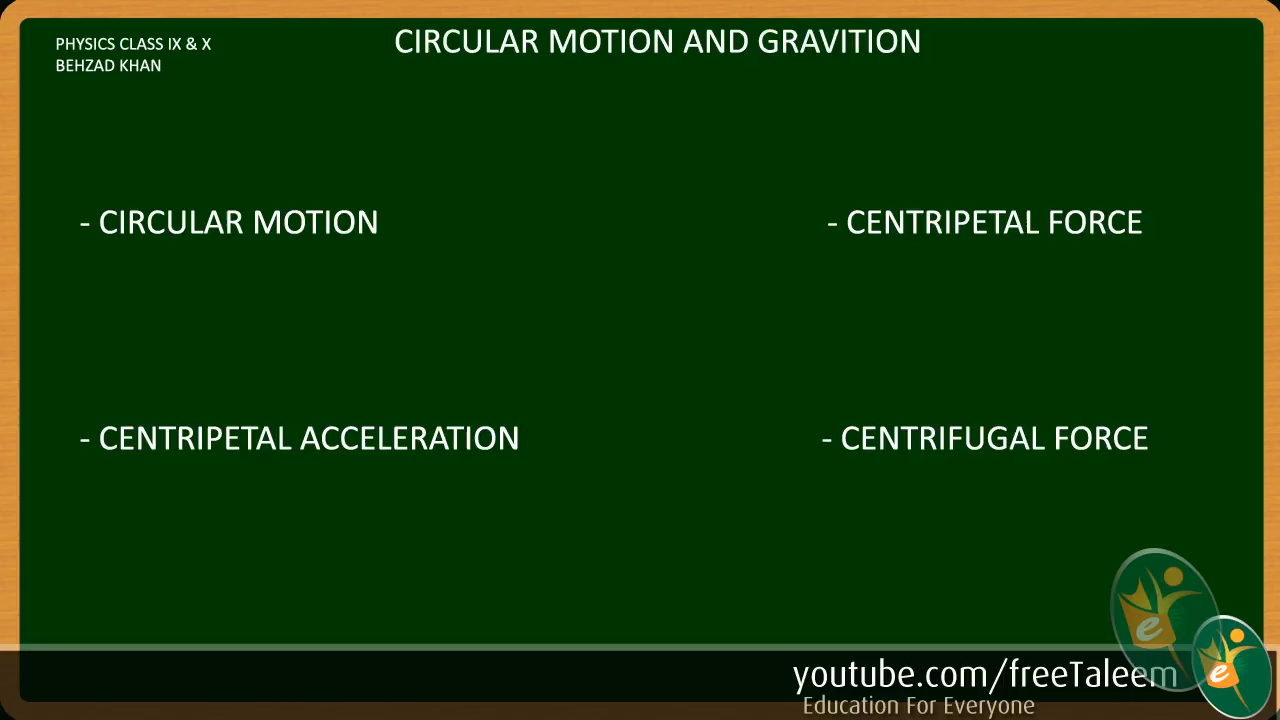 PHYSICS CLASS IX & X
BEHZAD KHAN
CIRCULAR MOTION AND GRAVITION
- CIRCULAR MOTION
- CENTRIPETAL FORCE
- CENTRIPETAL ACCELERATION
- CENTRIFUGAL FORCE
e
youtube.com/freeTaleem
e
Education For Everyone